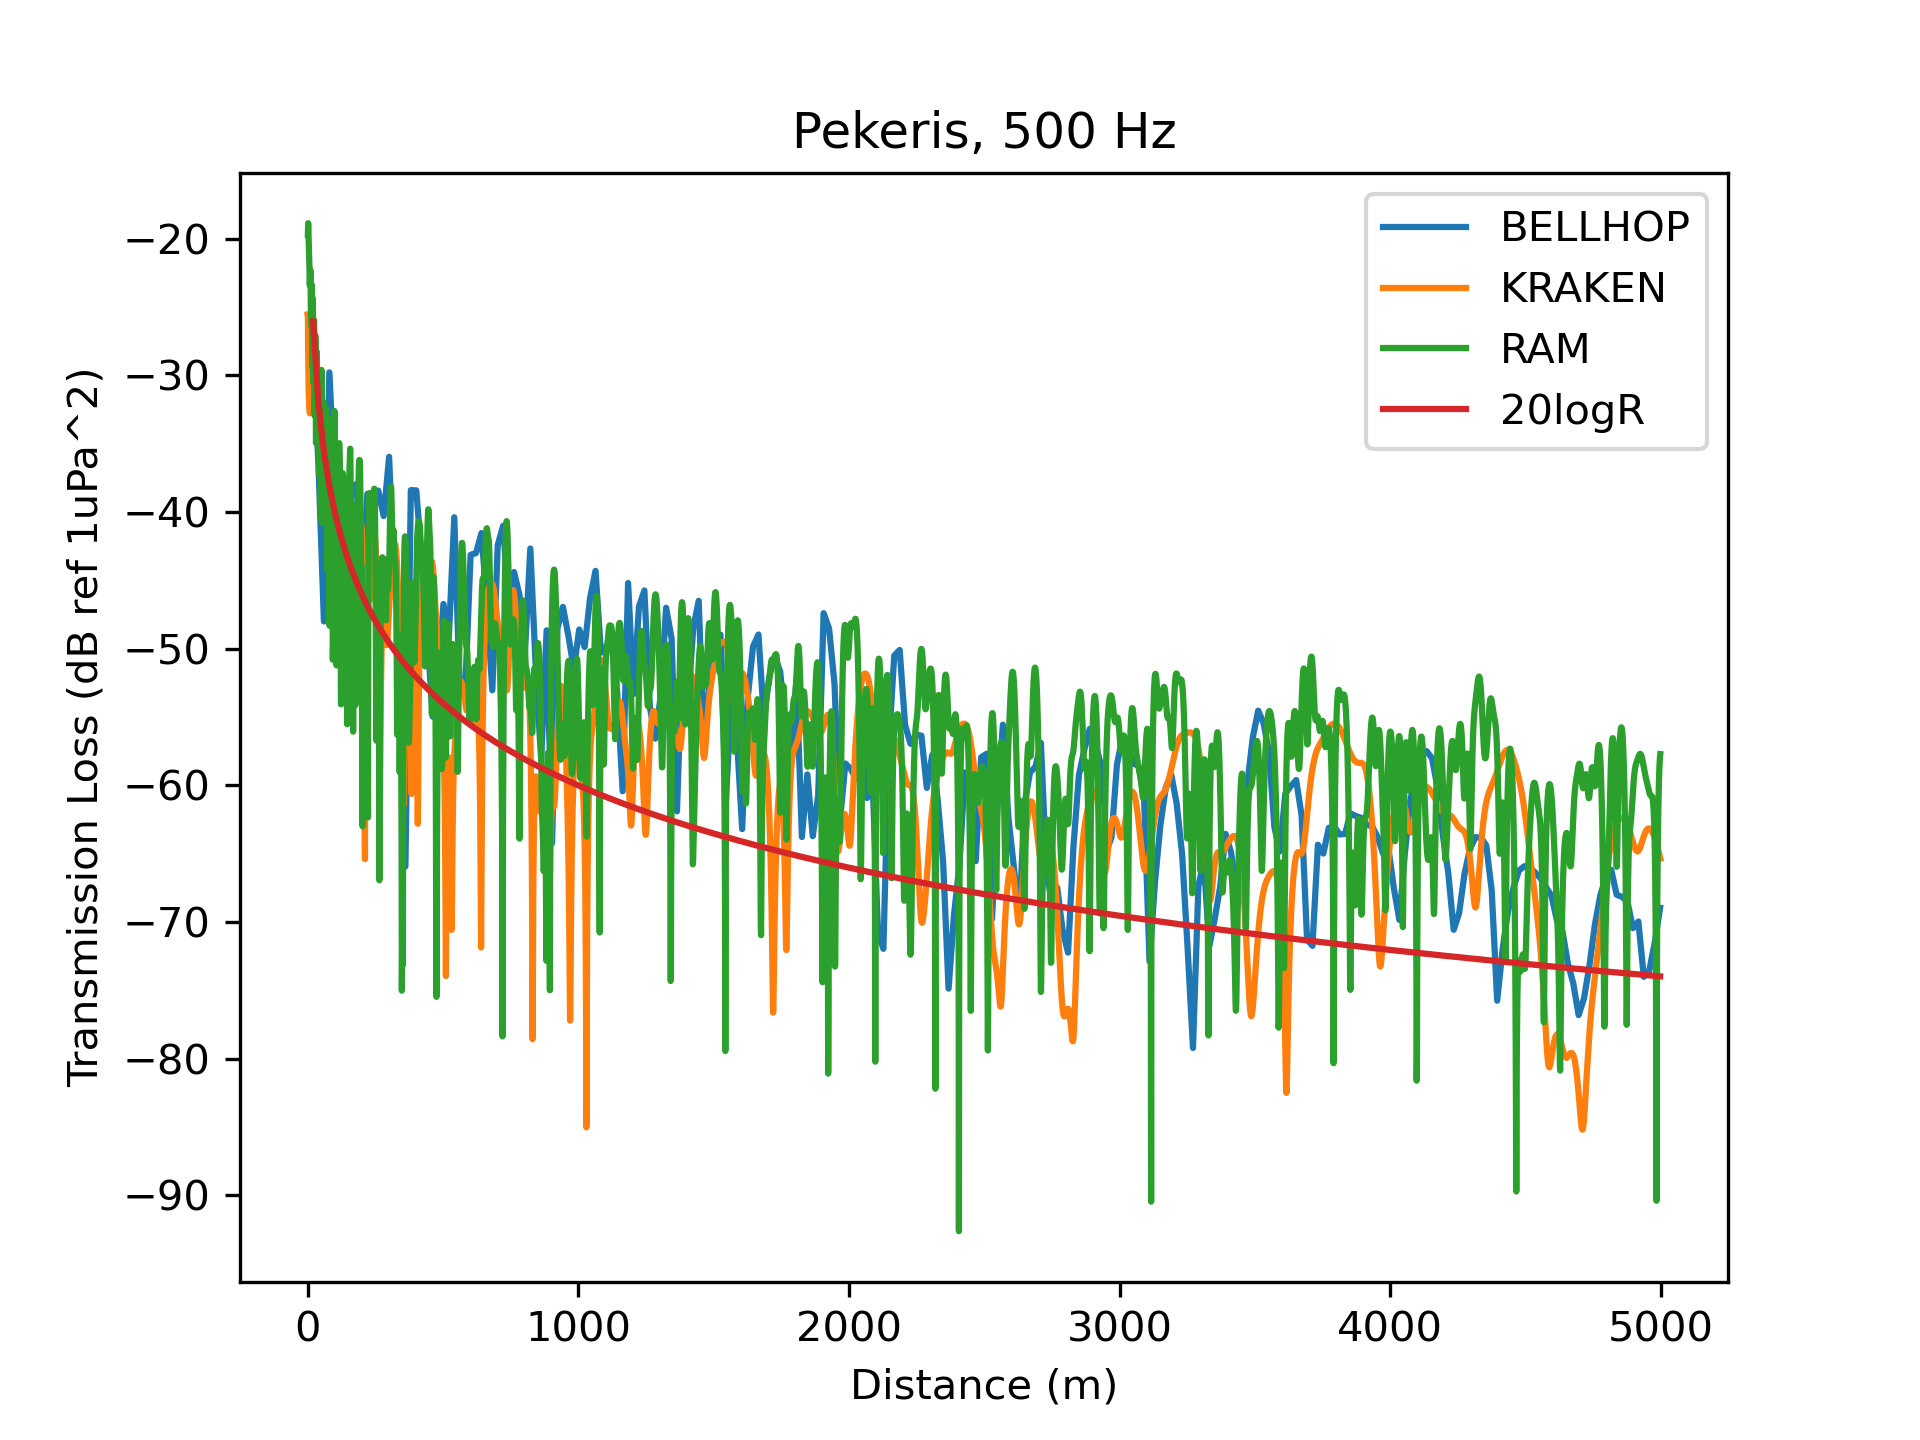 Pekeris, 500 Hz
BELLHOP
KRAKEN
RAM
20logR
Transmission Loss (dB ref 1uPa^2)
−20
−30
−40
−50
−60
−70
−80
−90
0 1000 2000 3000 4000 5000
Distance (m)